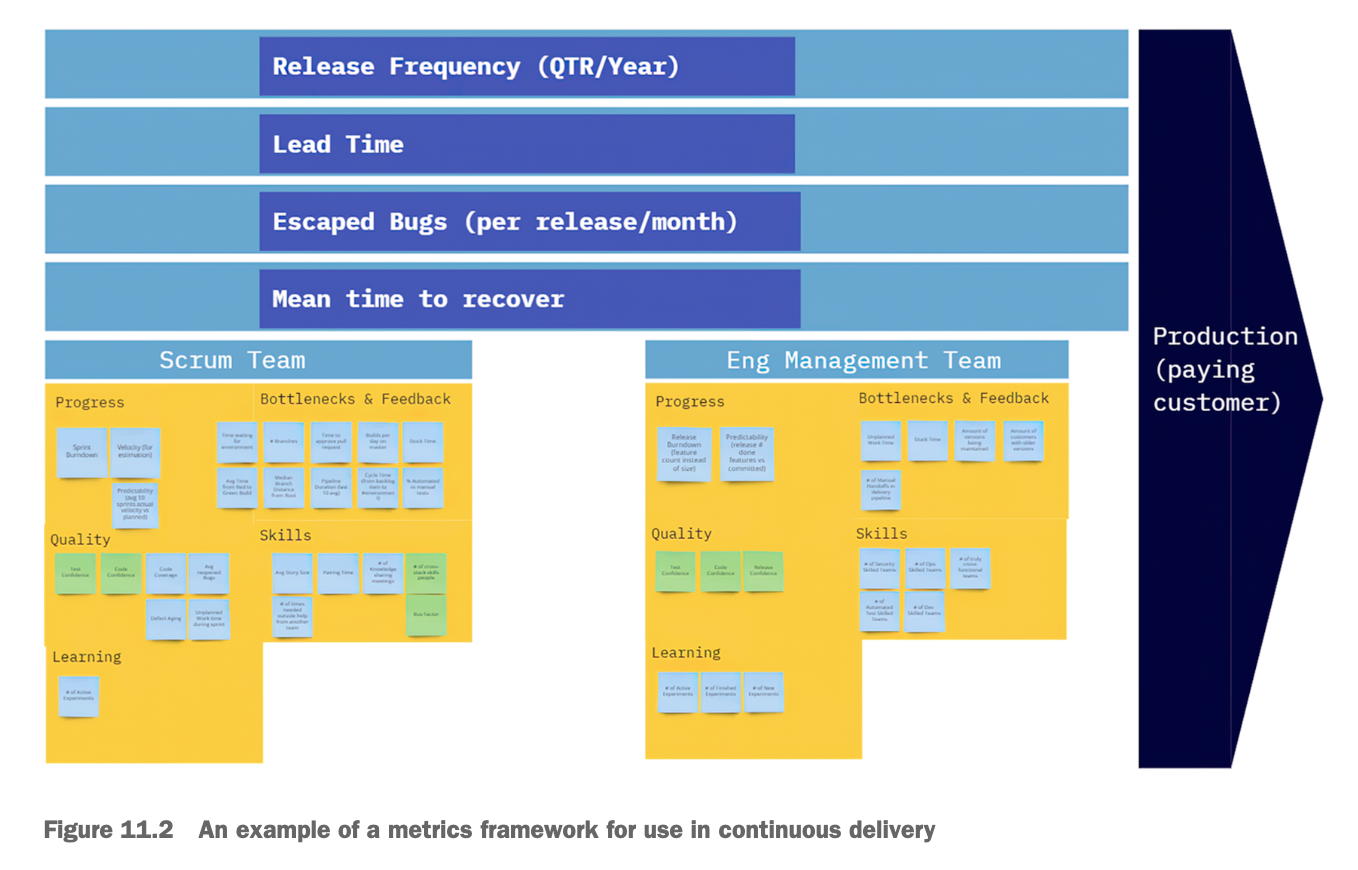 Release Frequency (QTR/Year)
Lead Time
Escaped Bugs (per release/month)
Mean time to recover
Production
(paying
customer)
Scrum Team
Progress
Sprint
Burndown
Velocity (for
estimation)
Predictability
(avg 10
sprints actual
velocity vs
planned)
Bottlenecks & Feedback
Time waiting
for
environment
# Branches
Time to
approve pull
request
Builds per
day on
master
Stuck Time
Avg Time
from Red to
Green Build
Median
Branch
Distance
from Root
Pipeline
Duration (last
10 avg)
Cycle Time
(from backlog
item to
#environmen
t)
% Automated
vs manual
tests
Quality
Test
Confidence
Code
Confidence
Code
Coverage
Avg
reopened
Bugs
Defect Aging
Unplanned
Work time
during sprint
Skills
Avg Story Size
Pairing Time
# of
Knowledge
sharing
meetings
# of cross-
stack skills
people
# of times
needed
outside help
from another
team
Bus factor
Learning
# of Active
Experiments
Eng Management Team
Progress
Release
Burndown
(feature
count instead
of size)
Predictability
(release #
done
features vs
committed)
Bottlenecks & Feedback
Unplanned
Work Time
Stuck Time
Amount of
versions
being
maintained
Amount of
customers
with older
versions
# of Manual
Handoffs in
delivery
pipeline
Quality
Test
Confidence
Code
Confidence
Release
Confidence
Skills
# of Security
Skilled Teams
# of Ops
Skilled Teams
# of truly
cross
functional
teams
# of
Automated
Test Skilled
Teams
# of Dev
Skilled Teams
Learning
# of Active
Experiments
# of Finished
Experiments
# of New
Experiments
Figure 11.2 An example of a metrics framework for use in continuous delivery